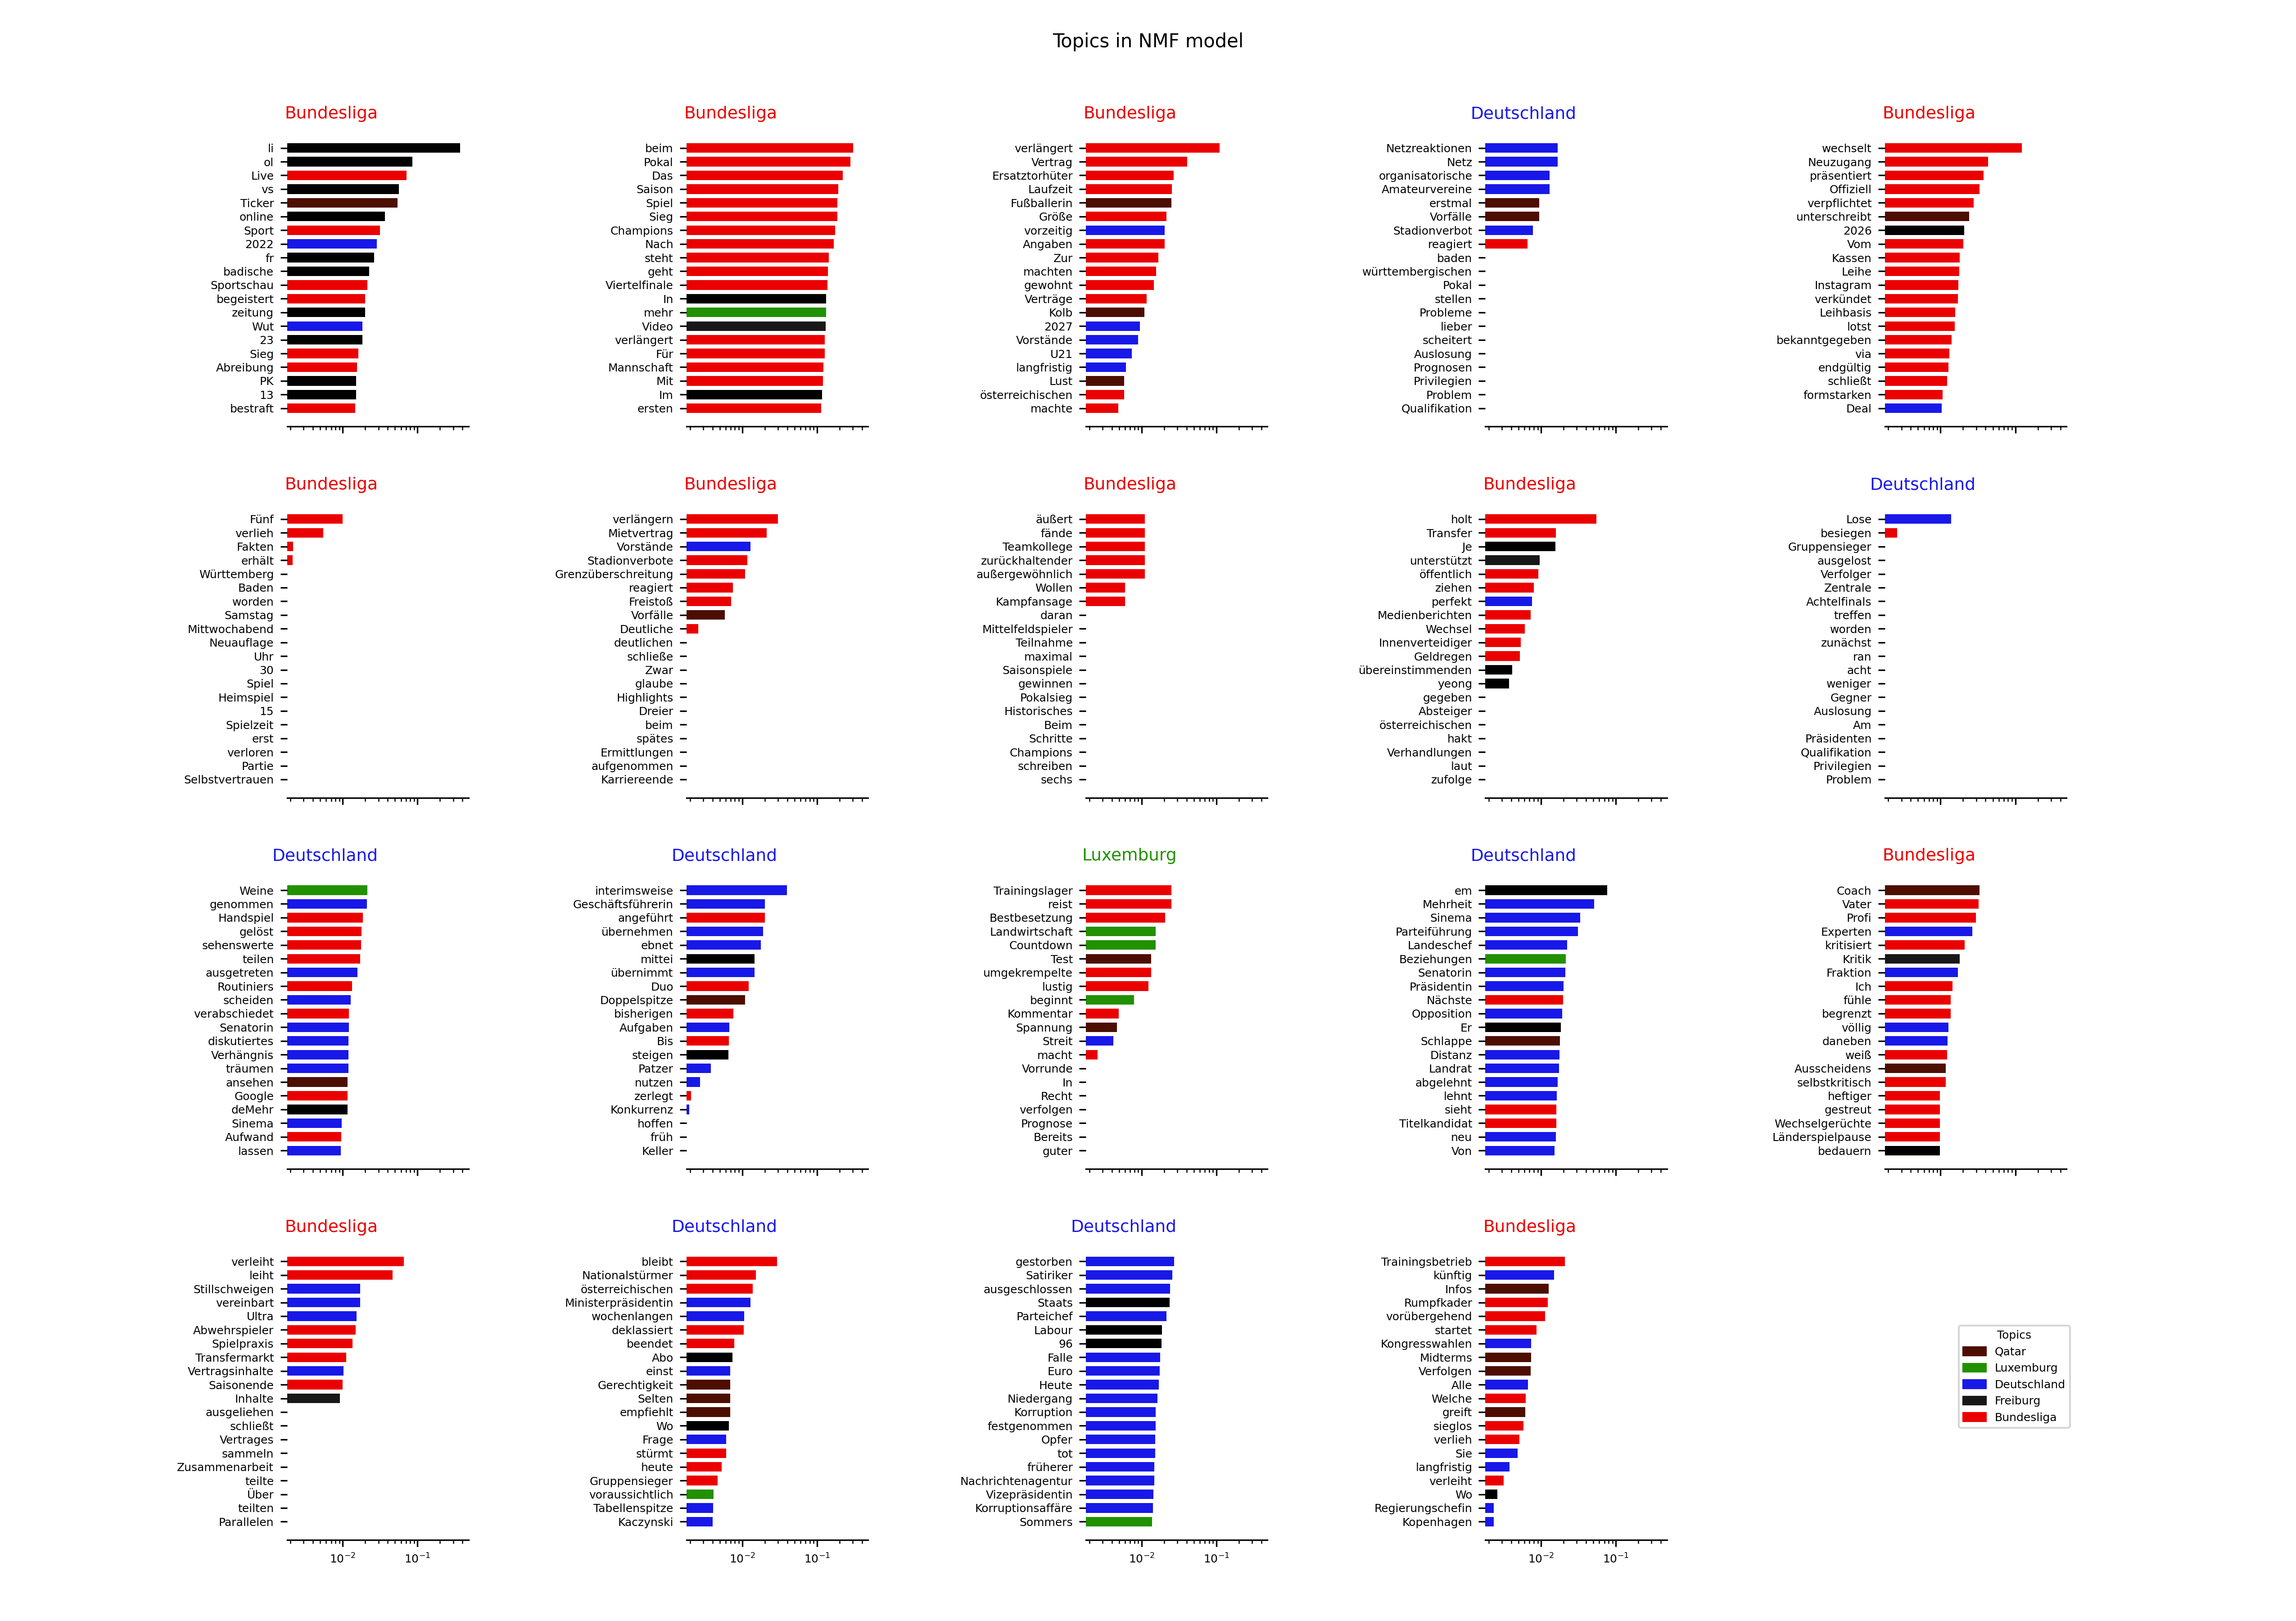 Topics in NMF model
Bundesliga
li
ol
Live
vs
Ticker
online
Sport
2022
fr
badische
Sportschau
begeistert
zeitung
Wut
23
Sieg
Abreibung
PK
13
bestraft
Bundesliga
beim
Pokal
Das
Saison
Spiel
Sieg
Champions
Nach
steht
geht
Viertelfinale
In
mehr
Video
verlängert
Für
Mannschaft
Mit
Im
ersten
Bundesliga
verlängert
Vertrag
Ersatztorhüter
Laufzeit
Fußballerin
Größe
vorzeitig
Angaben
Zur
machten
gewohnt
Verträge
Kolb
2027
Vorstände
U21
langfristig
Lust
österreichischen
machte
Deutschland
Netzreaktionen
Netz
organisatorische
Amateurvereine
erstmal
Vorfälle
Stadionverbot
reagiert
baden
württembergischen
Pokal
stellen
Probleme
lieber
scheitert
Auslosung
Prognosen
Privilegien
Problem
Qualifikation
Bundesliga
wechselt
Neuzugang
präsentiert
Offiziell
verpflichtet
unterschreibt
2026
Vom
Kassen
Leihe
Instagram
verkündet
Leihbasis
lotst
bekanntgegeben
via
endgültig
schließt
formstarken
Deal
Bundesliga
Fünf
verlieh
Fakten
erhält
Württemberg
Baden
worden
Samstag
Mittwochabend
Neuauflage
Uhr
30
Spiel
Heimspiel
15
Spielzeit
erst
verloren
Partie
Selbstvertrauen
Bundesliga
verlängern
Mietvertrag
Vorstände
Stadionverbote
Grenzüberschreitung
reagiert
Freistoß
Vorfälle
Deutliche
deutlichen
schließe
Zwar
glaube
Highlights
Dreier
beim
spätes
Ermittlungen
aufgenommen
Karriereende
Bundesliga
äußert
fände
Teamkollege
zurückhaltender
außergewöhnlich
Wollen
Kampfansage
daran
Mittelfeldspieler
Teilnahme
maximal
Saisonspiele
gewinnen
Pokalsieg
Historisches
Beim
Schritte
Champions
schreiben
sechs
Bundesliga
holt
Transfer
Je
unterstützt
öffentlich
ziehen
perfekt
Medienberichten
Wechsel
Innenverteidiger
Geldregen
übereinstimmenden
yeong
gegeben
Absteiger
österreichischen
hakt
Verhandlungen
laut
zufolge
Deutschland
Lose
besiegen
Gruppensieger
ausgelost
Verfolger
Zentrale
Achtelfinals
treffen
worden
zunächst
ran
acht
weniger
Gegner
Auslosung
Am
Präsidenten
Qualifikation
Privilegien
Problem
Deutschland
Weine
genommen
Handspiel
gelöst
sehenswerte
teilen
ausgetreten
Routiniers
scheiden
verabschiedet
Senatorin
diskutiertes
Verhängnis
träumen
ansehen
Google
deMehr
Sinema
Aufwand
lassen
Deutschland
interimsweise
Geschäftsführerin
angeführt
übernehmen
ebnet
mittei
übernimmt
Duo
Doppelspitze
bisherigen
Aufgaben
Bis
steigen
Patzer
nutzen
zerlegt
Konkurrenz
hoffen
früh
Keller
Luxemburg
Trainingslager
reist
Bestbesetzung
Landwirtschaft
Countdown
Test
umgekrempelte
lustig
beginnt
Kommentar
Spannung
Streit
macht
Vorrunde
In
Recht
verfolgen
Prognose
Bereits
guter
Deutschland
em
Mehrheit
Sinema
Parteiführung
Landeschef
Beziehungen
Senatorin
Präsidentin
Nächste
Opposition
Er
Schlappe
Distanz
Landrat
abgelehnt
lehnt
sieht
Titelkandidat
neu
Von
Bundesliga
Coach
Vater
Profi
Experten
kritisiert
Kritik
Fraktion
Ich
fühle
begrenzt
völlig
daneben
weiß
Ausscheidens
selbstkritisch
heftiger
gestreut
Wechselgerüchte
Länderspielpause
bedauern
Bundesliga
verleiht
leiht
Stillschweigen
vereinbart
Ultra
Abwehrspieler
Spielpraxis
Transfermarkt
Vertragsinhalte
Saisonende
Inhalte
ausgeliehen
schließt
Vertrages
sammeln
Zusammenarbeit
teilte
Über
teilten
Parallelen
10⁻² 10⁻¹
Deutschland
bleibt
Nationalstürmer
österreichischen
Ministerpräsidentin
wochenlangen
deklassiert
beendet
Abo
einst
Gerechtigkeit
Selten
empfiehlt
Wo
Frage
stürmt
heute
Gruppensieger
voraussichtlich
Tabellenspitze
Kaczynski
10⁻² 10⁻¹
Deutschland
gestorben
Satiriker
ausgeschlossen
Staats
Parteichef
Labour
96
Falle
Euro
Heute
Niedergang
Korruption
festgenommen
Opfer
tot
früherer
Nachrichtenagentur
Vizepräsidentin
Korruptionsaffäre
Sommers
10⁻² 10⁻¹
Bundesliga
Trainingsbetrieb
künftig
Infos
Rumpfkader
vorübergehend
startet
Kongresswahlen
Midterms
Verfolgen
Alle
Welche
greift
sieglos
verlieh
Sie
langfristig
verleiht
Wo
Regierungschefin
Kopenhagen
10⁻² 10⁻¹
Topics
Qatar
Luxemburg
Deutschland
Freiburg
Bundesliga